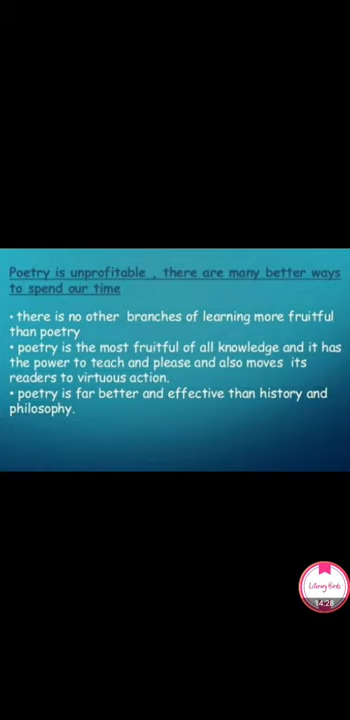 Poetry is unprofitable , there are many better ways
to spend our time
• there is no other branches of learning more fruitful
than poetry
• poetry is the most fruitful of all knowledge and it has
the power to teach and please and also moves its
readers to virtuous action.
• poetry is far better and effective than history and
philosophy.
Literary Birds
14:28